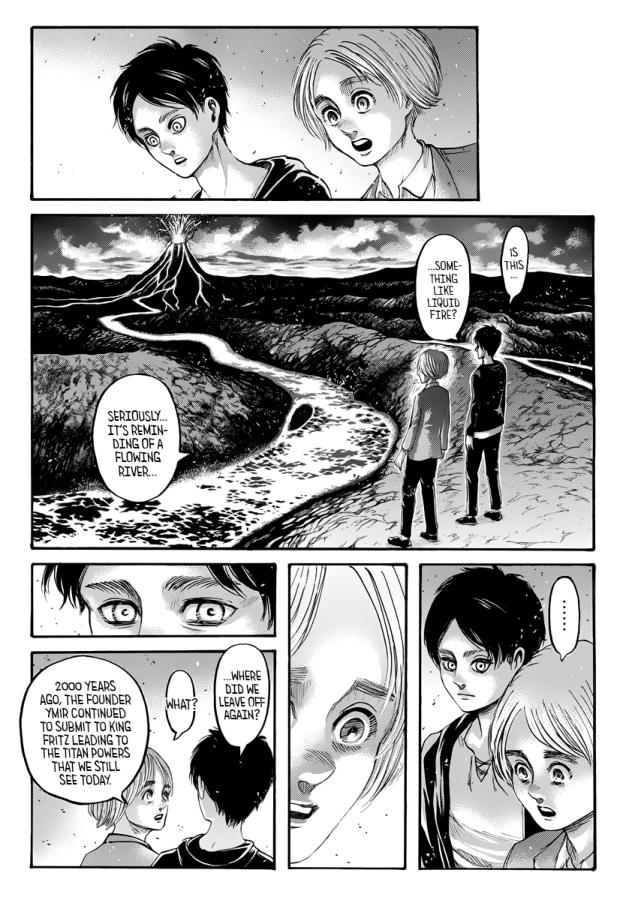 IS
THIS
...
...SOME-
THING
LIKE
LIQUID
FIRE?
SERIOUSLY...
IT'S REMIN-
DING OF A
FLOWING
RIVER...
......
...WHERE
DID WE
LEAVE OFF
AGAIN?
WHAT?
2000 YEARS
AGO, THE FOUNDER
YMIR CONTINUED
TO SUBMIT TO KING
FRITZ LEADING TO
THE TITAN POWERS
THAT WE STILL
SEE TODAY.